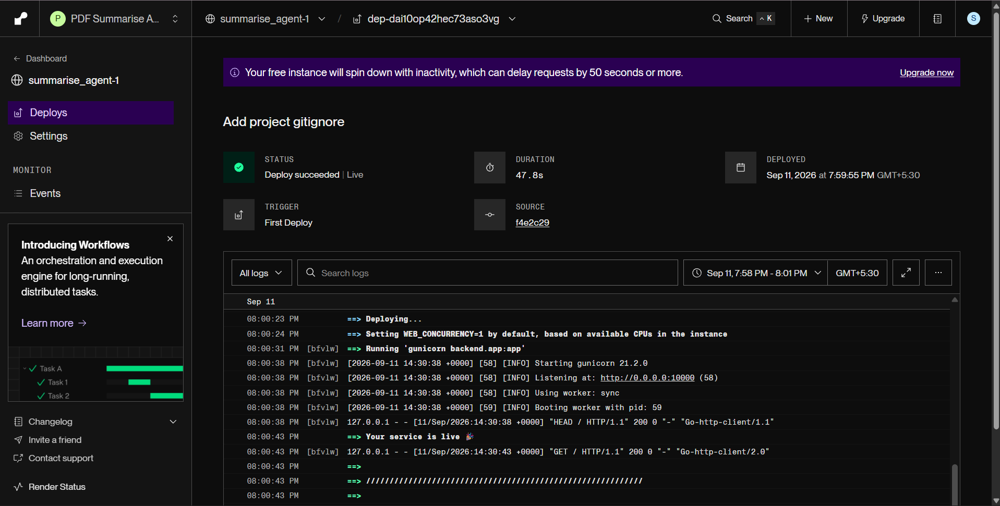 P PDF Summarise A...
summarise_agent-1 / dep-dai10op42hec73aso3vg
Search ^ K
+ New
Upgrade
S
← Dashboard
summarise_agent-1
Deploys
Settings
MONITOR
Events
Introducing Workflows
An orchestration and execution
engine for long-running,
distributed tasks.
Learn more →
Task A
Task 1
Task 2
Changelog
Invite a friend
Contact support
Render Status
Your free instance will spin down with inactivity, which can delay requests by 50 seconds or more.
Upgrade now
Add project gitignore
STATUS
Deploy succeeded | Live
DURATION
47.8s
DEPLOYED
Sep 11, 2026 at 7:59:55 PM GMT+5:30
TRIGGER
First Deploy
SOURCE
f4e2c29
All logs
Search logs
Sep 11, 7:58 PM - 8:01 PM
GMT+5:30
...
Sep 11
08:00:23 PM ==> Deploying...
08:00:24 PM ==> Setting WEB_CONCURRENCY=1 by default, based on available CPUs in the instance
08:00:31 PM [bfvlw] ==> Running 'gunicorn backend.app:app'
08:00:38 PM [bfvlw] [2026-09-11 14:30:38 +0000] [58] [INFO] Starting gunicorn 21.2.0
08:00:38 PM [bfvlw] [2026-09-11 14:30:38 +0000] [58] [INFO] Listening at: http://0.0.0.0:10000 (58)
08:00:38 PM [bfvlw] [2026-09-11 14:30:38 +0000] [58] [INFO] Using worker: sync
08:00:38 PM [bfvlw] [2026-09-11 14:30:38 +0000] [59] [INFO] Booting worker with pid: 59
08:00:38 PM [bfvlw] 127.0.0.1 - - [11/Sep/2026:14:30:38 +0000] "HEAD / HTTP/1.1" 200 0 "-" "Go-http-client/1.1"
08:00:43 PM ==> Your service is live 🎉
08:00:43 PM [bfvlw] 127.0.0.1 - - [11/Sep/2026:14:30:43 +0000] "GET / HTTP/1.1" 200 0 "-" "Go-http-client/2.0"
08:00:43 PM ==>
08:00:43 PM ==> ///////////////////////////////////////////////////////////
08:00:43 PM ==>